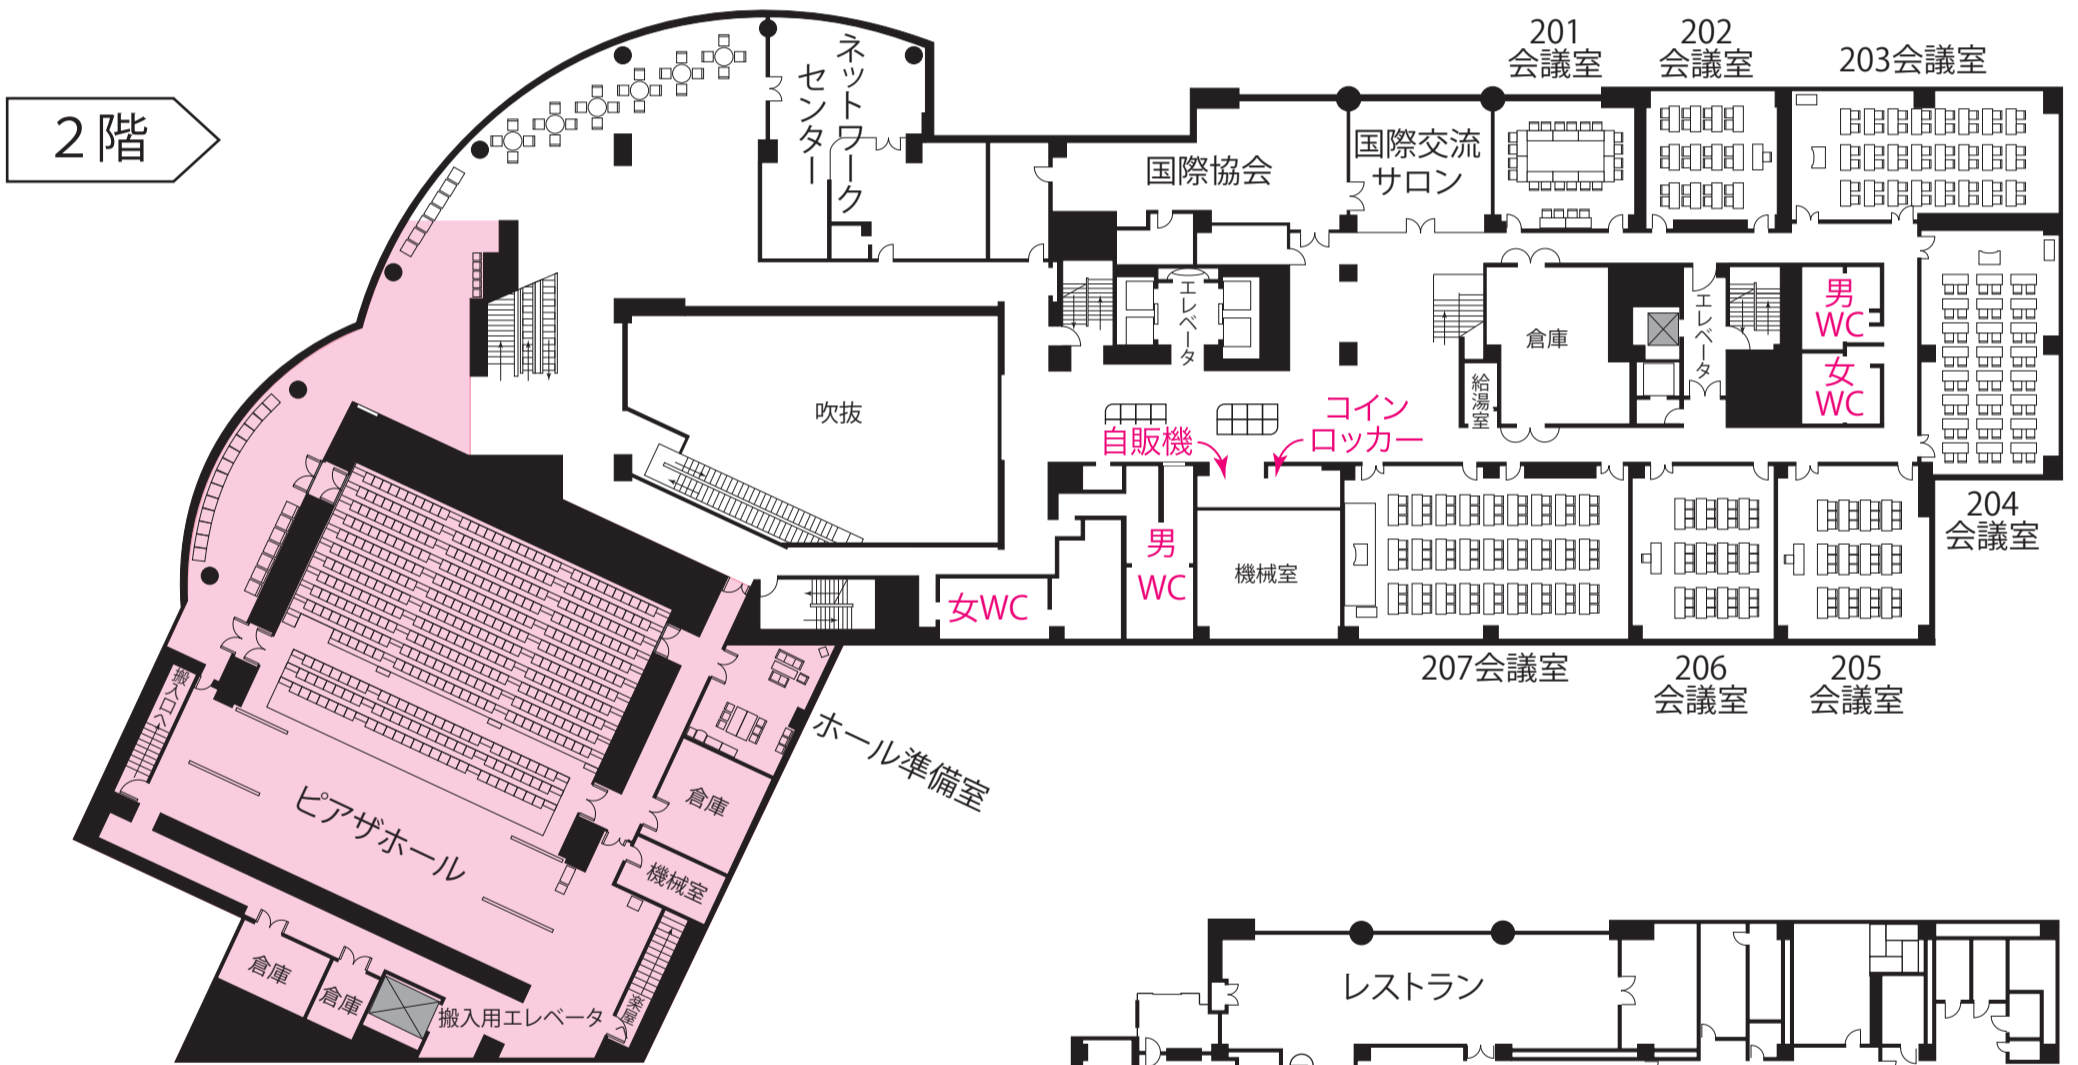 2階
ネットワーク
センター
国際協会
国際交流
サロン
201
会議室
202
会議室
203会議室
エレベータ
倉庫
エレベータ
男
WC
女
WC
給湯室
吹抜
自販機
コイン
ロッカー
204
会議室
男
WC
女WC
機械室
207会議室
206
会議室
205
会議室
搬入口へ
ホール準備室
倉庫
ピアザホール
機械室
倉庫
倉庫
搬入用エレベータ
楽屋へ
レストラン